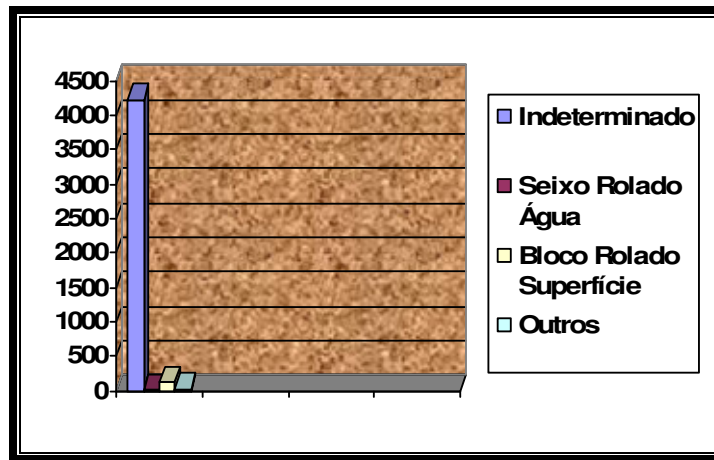 4500
4000
3500
3000
2500
2000
1500
1000
500
0
Indeterminado
Seixo Rolado
Água
Bloco Rolado
Superfície
Outros